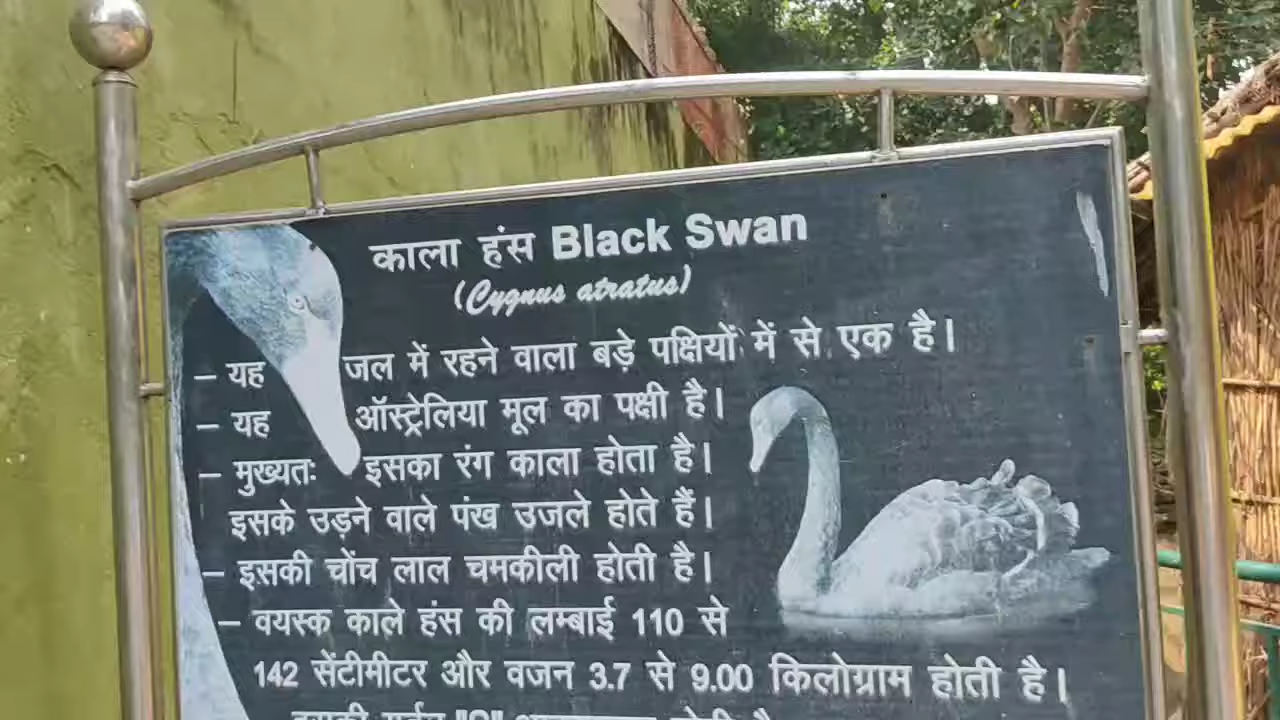 काला हंस Black Swan
(Cygnus atratus)
– यह जल में रहने वाला बड़े पक्षियों में से एक है।
– यह ऑस्ट्रेलिया मूल का पक्षी है।
– मुख्यतः इसका रंग काला होता है।
इसके उड़ने वाले पंख उजले होते हैं।
– इसकी चोंच लाल चमकीली होती है।
– वयस्क काले हंस की लम्बाई 110 से
142 सेंटीमीटर और वजन 3.7 से 9.00 किलोग्राम होती है।